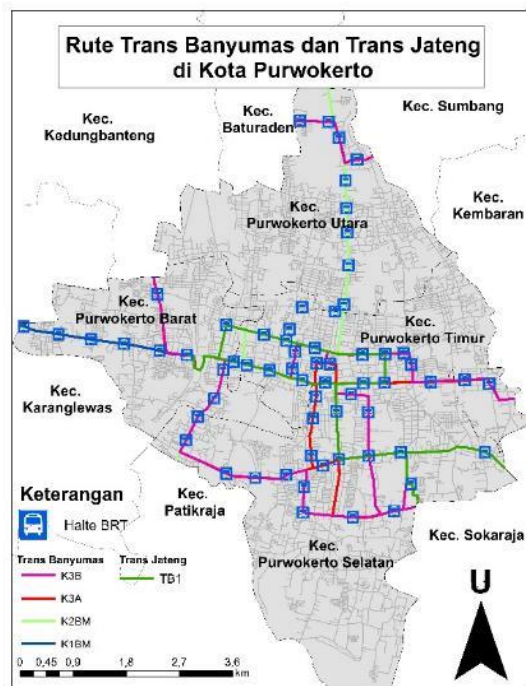 Rute Trans Banyumas dan Trans Jateng
di Kota Purwokerto
Kec. Sumbang
Kec.
Kedungbanteng
Kec.
Baturaden
Kec.
Kembaran
Kec.
Purwokerto Utara
Kec.
Purwokerto Barat
Kec.
Purwokerto Timur
Kec.
Karanglewas
Kec.
Patikraja
Kec. Sokaraja
Kec.
Purwokerto Selatan
Keterangan
Halte BRT
Trans Banyumas
K3B
K3A
K2BM
K1BM
Trans Jateng
TB1
U
0 0,45 0,9 1,8 2,7 3,6
km